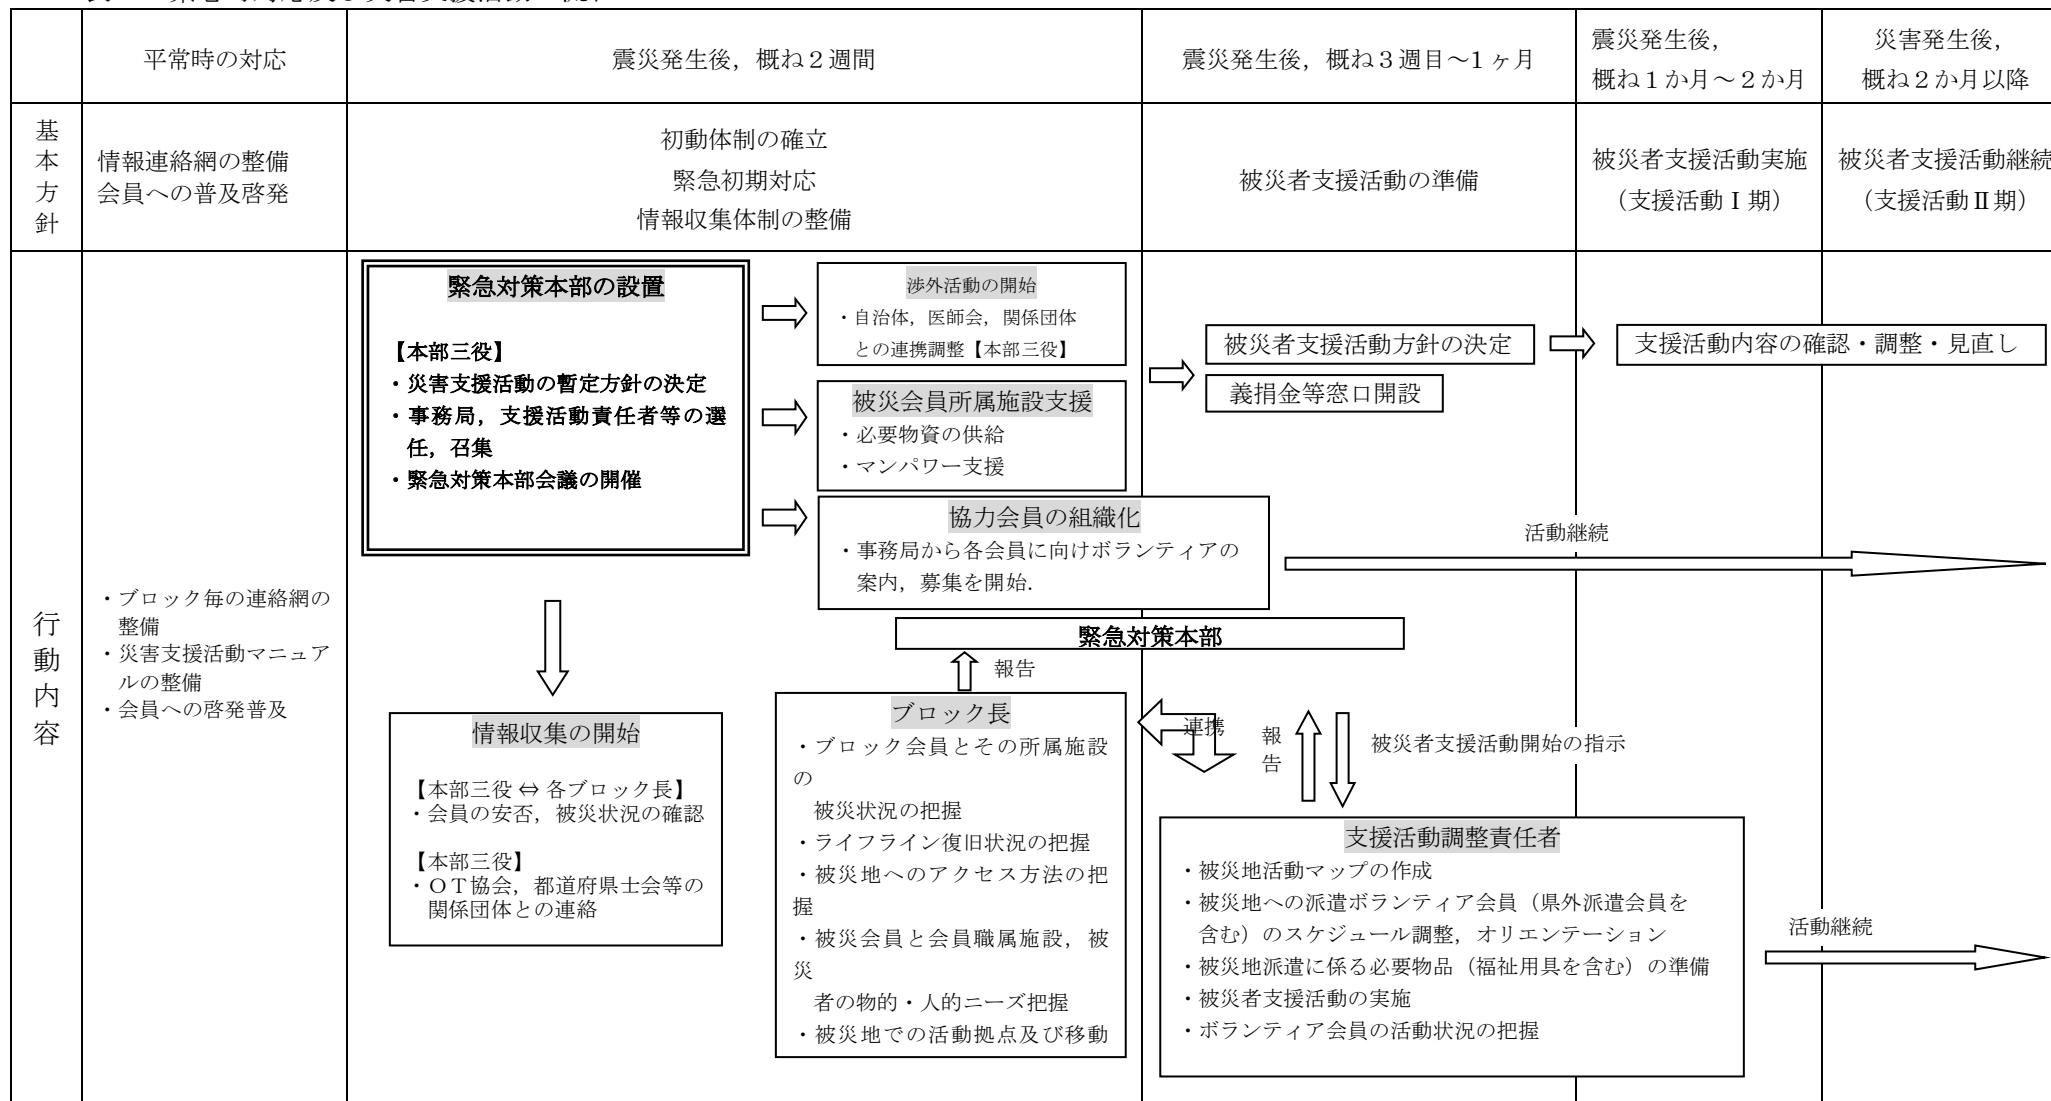 平常時の対応
震災発生後，概ね２週間
震災発生後，概ね３週目～1ヶ月
震災発生後，
概ね１か月～２か月
災害発生後，
概ね２か月以降
基本方針
情報連絡網の整備
会員への普及啓発
初動体制の確立
緊急初期対応
情報収集体制の整備
被災者支援活動の準備
被災者支援活動実施
（支援活動Ⅰ期）
被災者支援活動継続
（支援活動Ⅱ期）
行動内容
・ブロック毎の連絡網の
整備
・災害支援活動マニュア
ルの整備
・会員への啓発普及
緊急対策本部の設置
【本部三役】
・災害支援活動の暫定方針の決定
・事務局，支援活動責任者等の選
任，召集
・緊急対策本部会議の開催
渉外活動の開始
・自治体，医師会，関係団体
との連携調整【本部三役】
被災会員所属施設支援
・必要物資の供給
・マンパワー支援
協力会員の組織化
・事務局から各会員に向けボランティアの
案内，募集を開始．
被災者支援活動方針の決定
義捐金等窓口開設
支援活動内容の確認・調整・見直し
活動継続
緊急対策本部
報告
情報収集の開始
【本部三役⇔各ブロック長】
・会員の安否，被災状況の確認
【本部三役】
・ＯＴ協会，都道府県士会等の
関係団体との連絡
ブロック長
・ブロック会員とその所属施設
の
被災状況の把握
・ライフライン復旧状況の把握
・被災地へのアクセス方法の把
握
・被災会員と会員職属施設，被
災
者の物的・人的ニーズ把握
・被災地での活動拠点及び移動
連携
報告
被災者支援活動開始の指示
支援活動調整責任者
・被災地活動マップの作成
・被災地への派遣ボランティア会員（県外派遣会員を
含む）のスケジュール調整，オリエンテーション
・被災地派遣に係る必要物品（福祉用具を含む）の準備
・被災者支援活動の実施
・ボランティア会員の活動状況の把握
活動継続